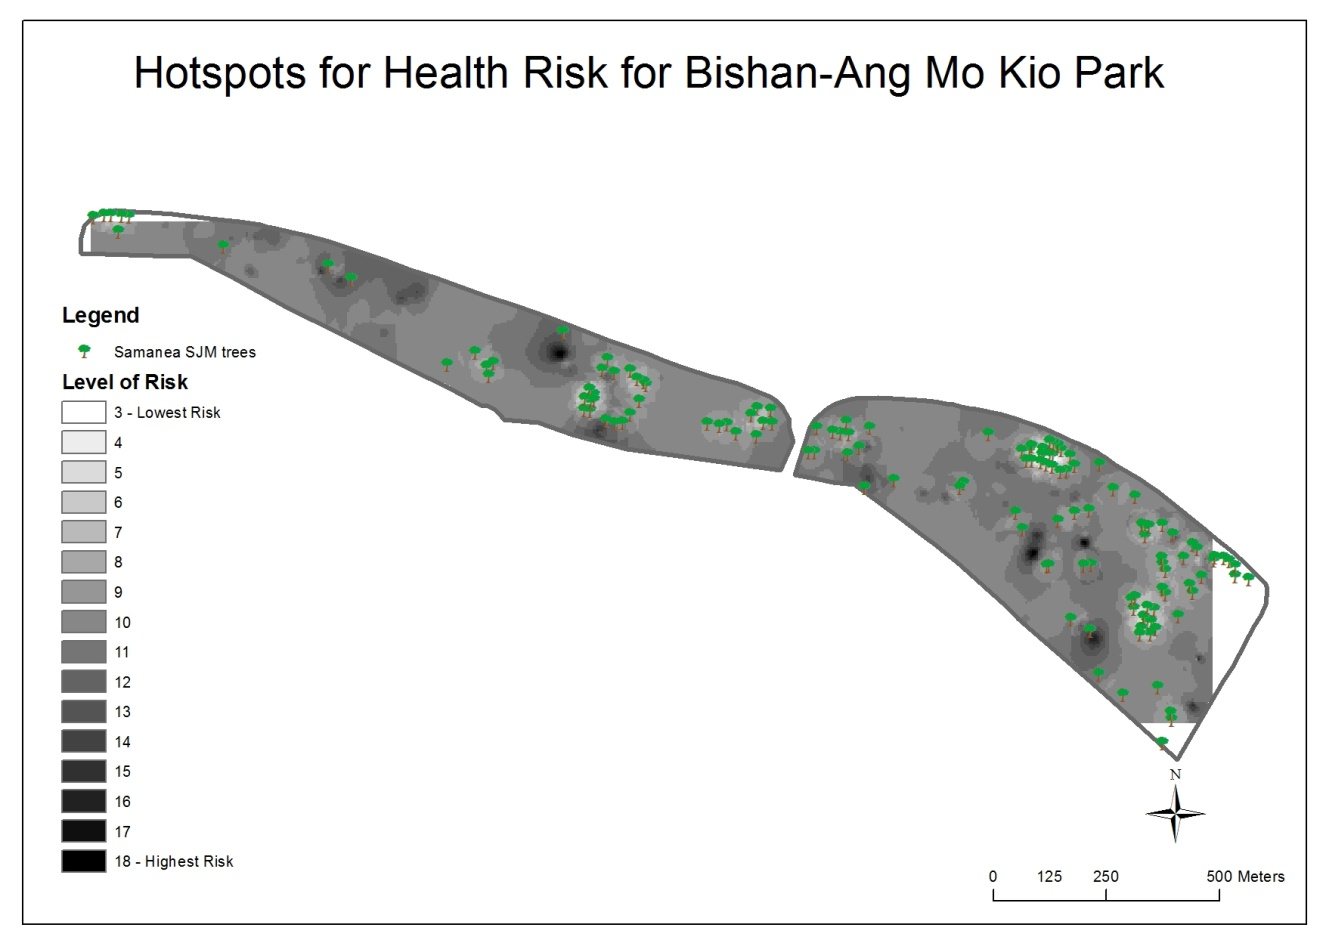 Hotspots for Health Risk for Bishan-Ang Mo Kio Park
Legend
Samanea SJM trees
Level of Risk
3 - Lowest Risk
4
5
6
7
8
9
10
11
12
13
14
15
16
17
18 - Highest Risk
N
0 125 250 500 Meters